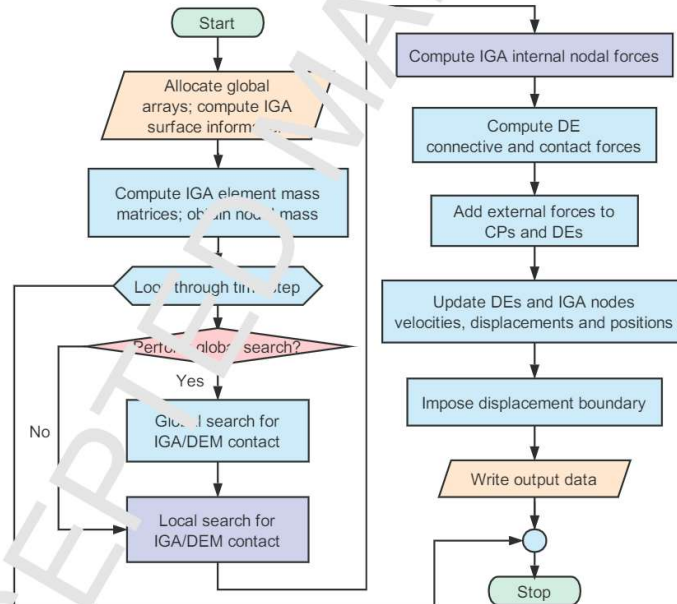 Start
Allocate global
arrays; compute IGA
surface
Compute IGA element mass
matrices; obtain nodal mass
Loop through time step
Perform global search?
Yes
No
Global search for
IGA/DEM contact
Local search for
IGA/DEM contact
Compute IGA internal nodal forces
Compute DE
connective and contact forces
Add external forces to
CPs and DEs
Update DEs and IGA nodes
velocities, displacements and positions
Impose displacement boundary
Write output data
Stop